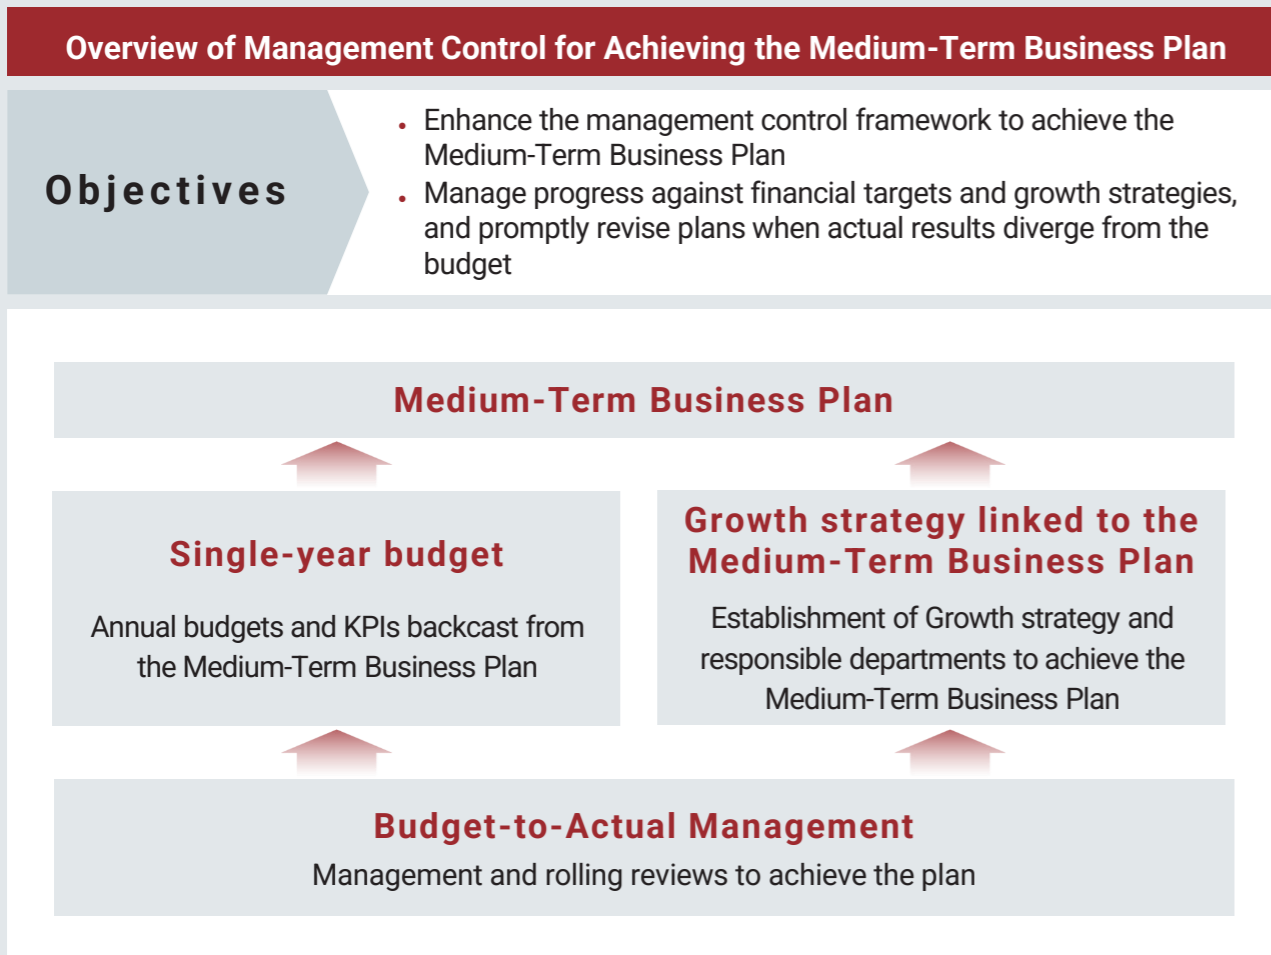 Overview of Management Control for Achieving the Medium-Term Business Plan
Objectives
• Enhance the management control framework to achieve the
Medium-Term Business Plan
• Manage progress against financial targets and growth strategies,
and promptly revise plans when actual results diverge from the
budget
Medium-Term Business Plan
Single-year budget
Annual budgets and KPIs backcast from
the Medium-Term Business Plan
Growth strategy linked to the
Medium-Term Business Plan
Establishment of Growth strategy and
responsible departments to achieve the
Medium-Term Business Plan
Budget-to-Actual Management
Management and rolling reviews to achieve the plan